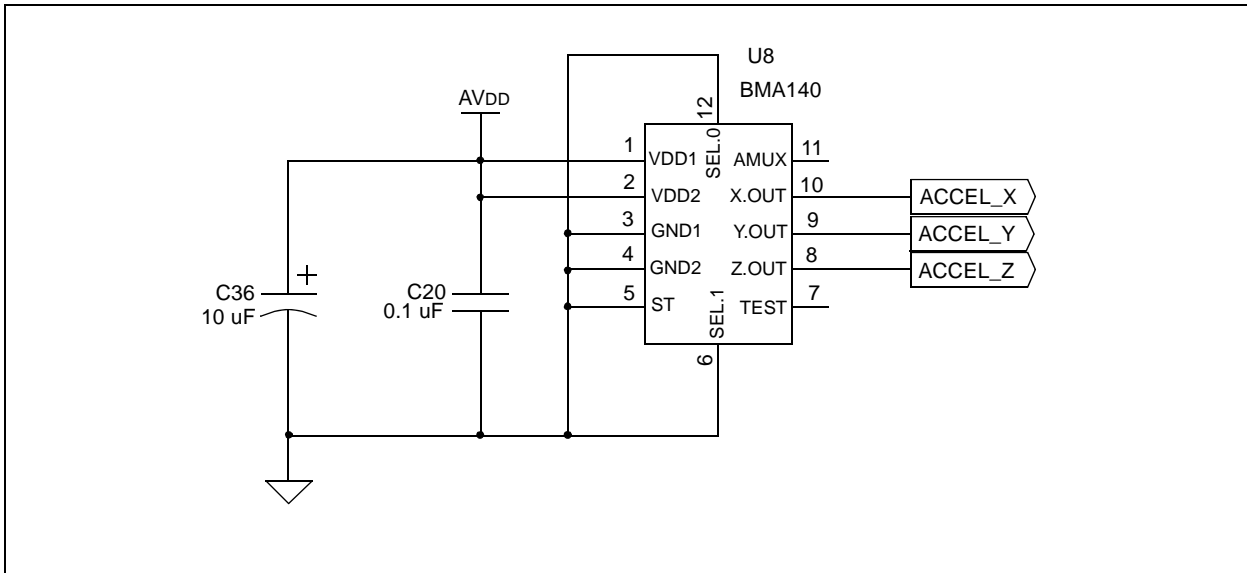 U8
BMA140
AVDD
12
1
VDD1
SEL.0
AMUX
11
2
VDD2
X.OUT
10
ACCEL_X
3
GND1
Y.OUT
9
ACCEL_Y
4
GND2
Z.OUT
8
ACCEL_Z
5
ST
SEL.1
TEST
7
6
+
C36
10 uF
C20
0.1 uF